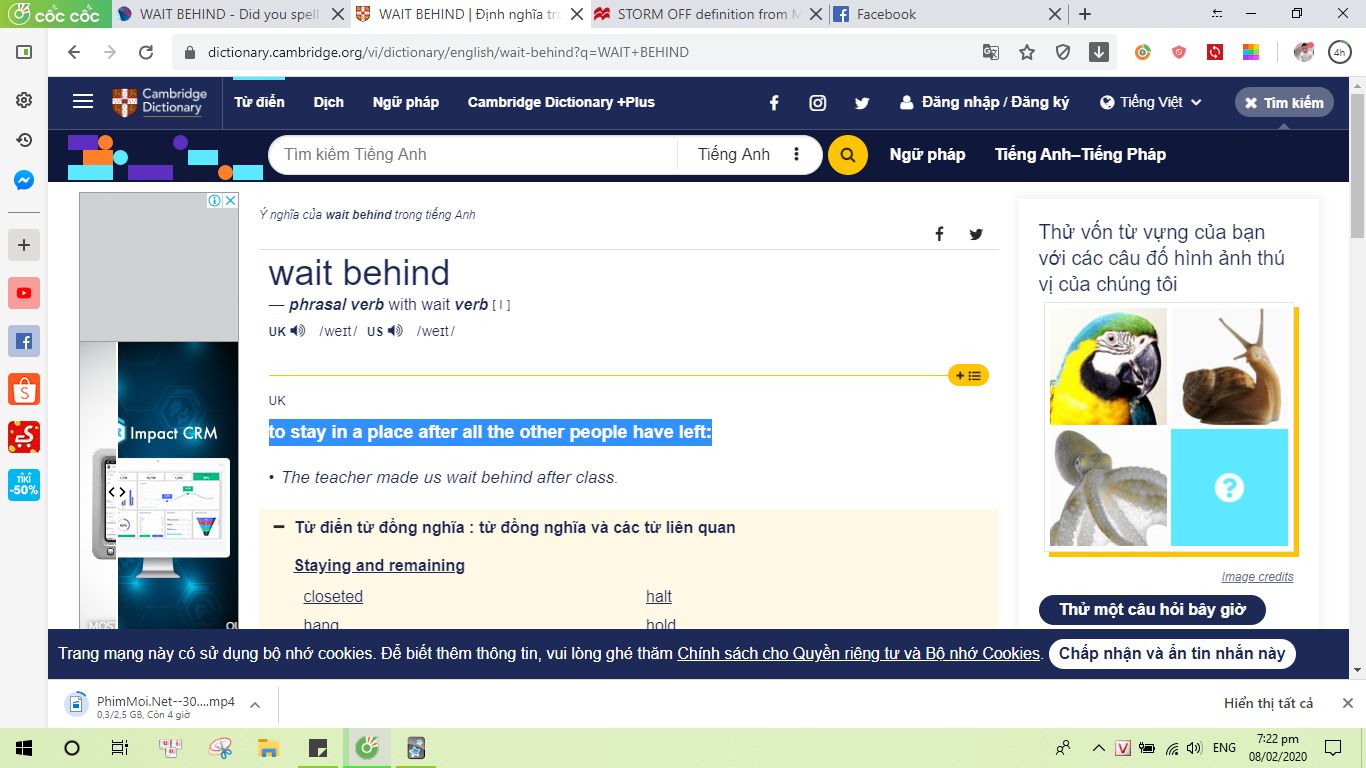 cốc cốc
WAIT BEHIND - Did you spell
WAIT BEHIND | Định nghĩa tro
STORM OFF definition from M
Facebook
dictionary.cambridge.org/vi/dictionary/english/wait-behind?q=WAIT+BEHIND
4h
Cambridge
Dictionary
Từ điển
Dịch
Ngữ pháp
Cambridge Dictionary +Plus
Đăng nhập / Đăng ký
Tiếng Việt
Tìm kiếm
Tìm kiếm Tiếng Anh
Tiếng Anh
Ngữ pháp
Tiếng Anh–Tiếng Pháp
Ý nghĩa của wait behind trong tiếng Anh
wait behind
— phrasal verb with wait verb [ I ]
UK /weɪt/ US /weɪt/
UK
to stay in a place after all the other people have left:
• The teacher made us wait behind after class.
Từ điển từ đồng nghĩa : từ đồng nghĩa và các từ liên quan
Staying and remaining
closeted
halt
hang
hold
Impact CRM
MOST
Thử vốn từ vựng của bạn
với các câu đố hình ảnh thú
vị của chúng tôi
?
Image credits
Thử một câu hỏi bây giờ
TIKI
-50%
Trang mạng này có sử dụng bộ nhớ cookies. Để biết thêm thông tin, vui lòng ghé thăm Chính sách cho Quyền riêng tư và Bộ nhớ Cookies.
Chấp nhận và ẩn tin nhắn này
PhimMoi.Net--30....mp4
0,3/2,5 GB, Còn 4 giờ
Hiển thị tất cả
V
ENG
7:22 pm
08/02/2020